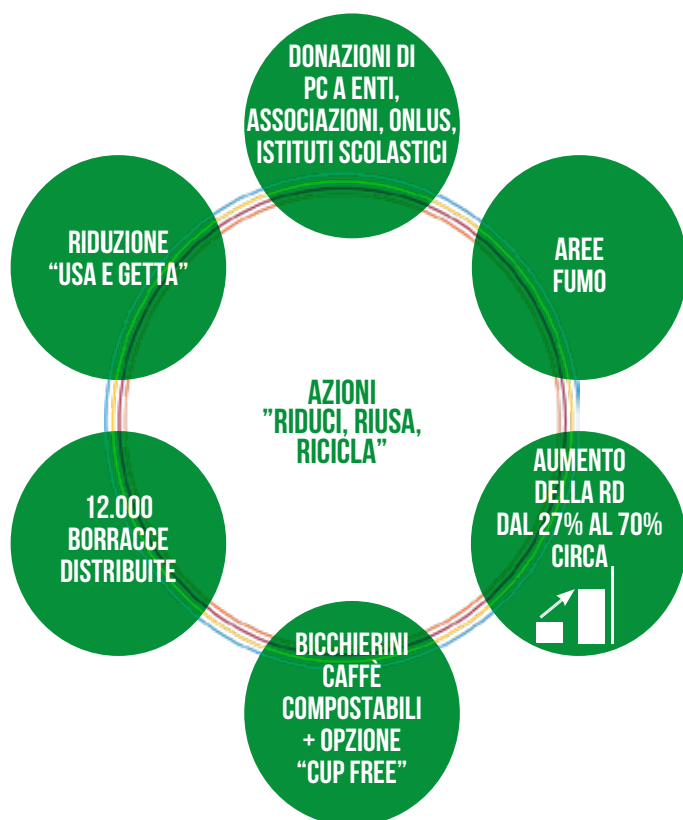 DONAZIONI DI
PC A ENTI,
ASSOCIAZIONI, ONLUS,
ISTITUTI SCOLASTICI
RIDUZIONE
“USA E GETTA”
AREE
FUMO
AZIONI
”RIDUCI, RIUSA,
RICICLA”
12.000
BORRACCE
DISTRIBUITE
AUMENTO
DELLA RD
DAL 27% AL 70%
CIRCA
BICCHIERINI
CAFFÈ
COMPOSTABILI
+ OPZIONE
“CUP FREE”